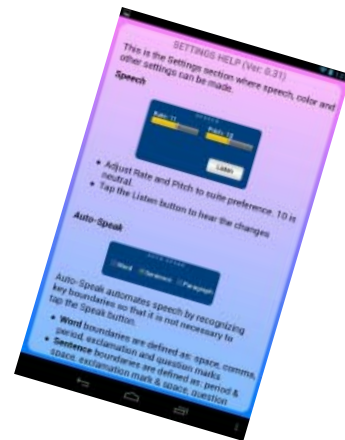 SETTINGS HELP (Ver: 0.31)
This is the Settings section where speech, color and
other settings can be made.
Speech
SPEECH
Rate: 11
Pitch: 10
Listen
• Adjust Rate and Pitch to suite preference. 10 is
neutral.
• Tap the Listen button to hear the changes
Auto-Speak
AUTO SPEAK
Word Sentence Paragraph
Auto-Speak automates speech by recognizing
key boundaries so that it is not necessary to
tap the Speak button.
• Word boundaries are defined as: space, comma,
period, exclamation and question marks
• Sentence boundaries are defined as: period &
space, exclamation mark & space, question